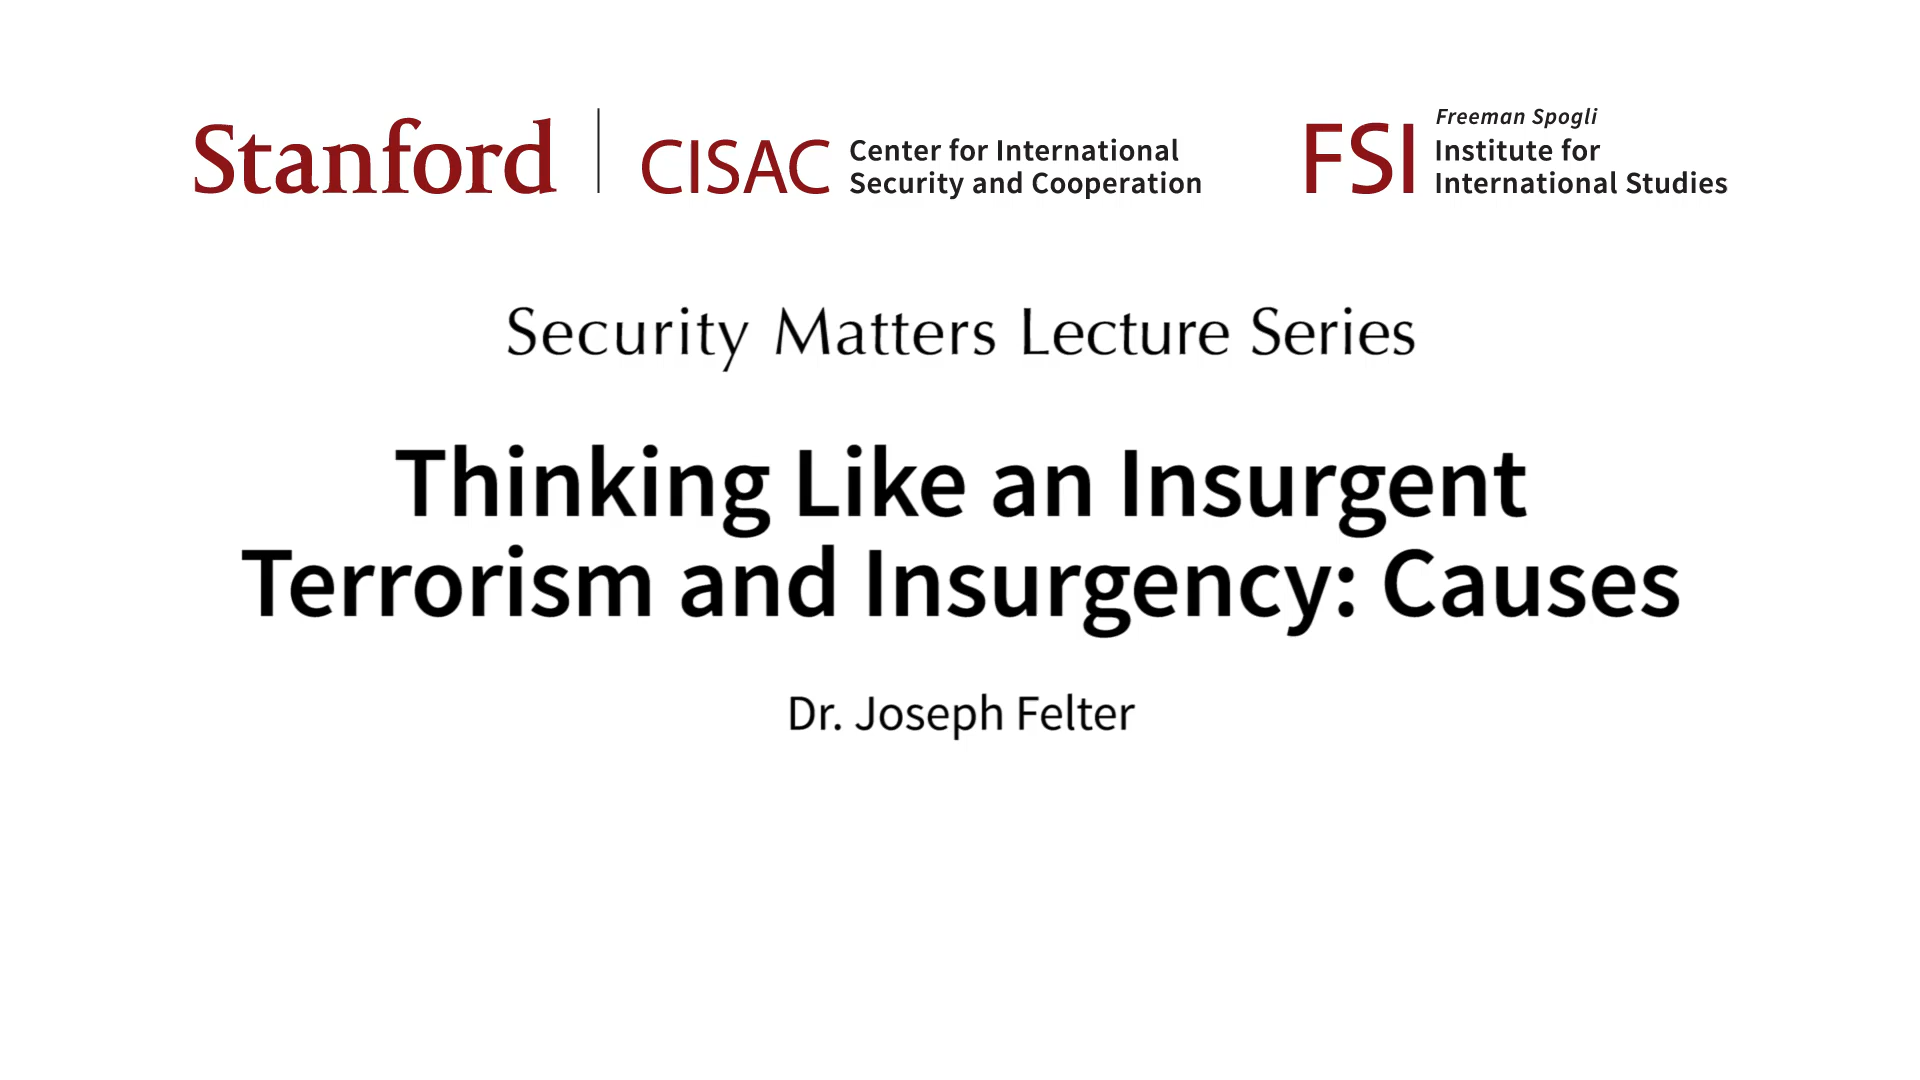 Stanford
CISAC
Center for International
Security and Cooperation
FSI
Freeman Spogli
Institute for
International Studies
Security Matters Lecture Series
Thinking Like an Insurgent
Terrorism and Insurgency: Causes
Dr. Joseph Felter